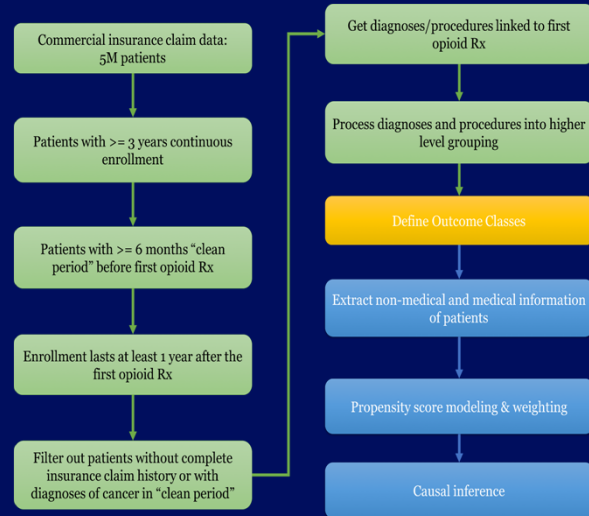 Commercial insurance claim data:
5M patients
Patients with >= 3 years continuous
enrollment
Patients with >= 6 months “clean
period” before first opioid Rx
Enrollment lasts at least 1 year after the
first opioid Rx
Filter out patients without complete
insurance claim history or with
diagnoses of cancer in “clean period”
Get diagnoses/procedures linked to first
opioid Rx
Process diagnoses and procedures into higher
level grouping
Define Outcome Classes
Extract non-medical and medical information
of patients
Propensity score modeling & weighting
Causal inference